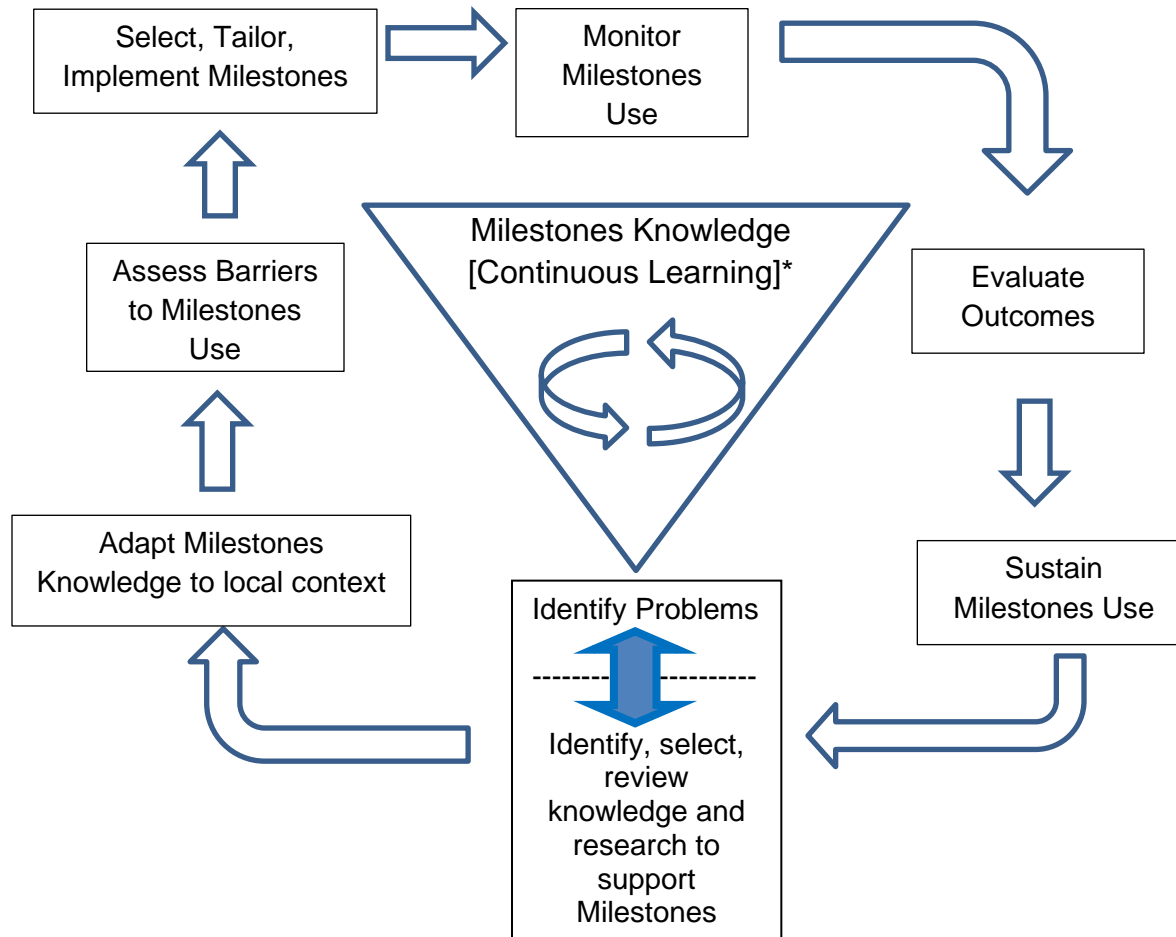 Select, Tailor,
Implement Milestones
Monitor
Milestones
Use
Milestones Knowledge
[Continuous Learning]*
Assess Barriers
to Milestones
Use
Evaluate
Outcomes
Adapt Milestones
Knowledge to local context
Sustain
Milestones Use
Identify Problems
Identify, select,
review
knowledge and
research to
support
Milestones